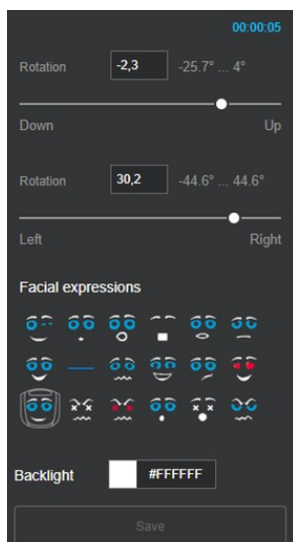 00:00:05
Rotation -2,3 -25.7° ... 4°
Down Up
Rotation 30,2 -44.6° ... 44.6°
Left Right
Facial expressions
Backlight #FFFFFF
Save